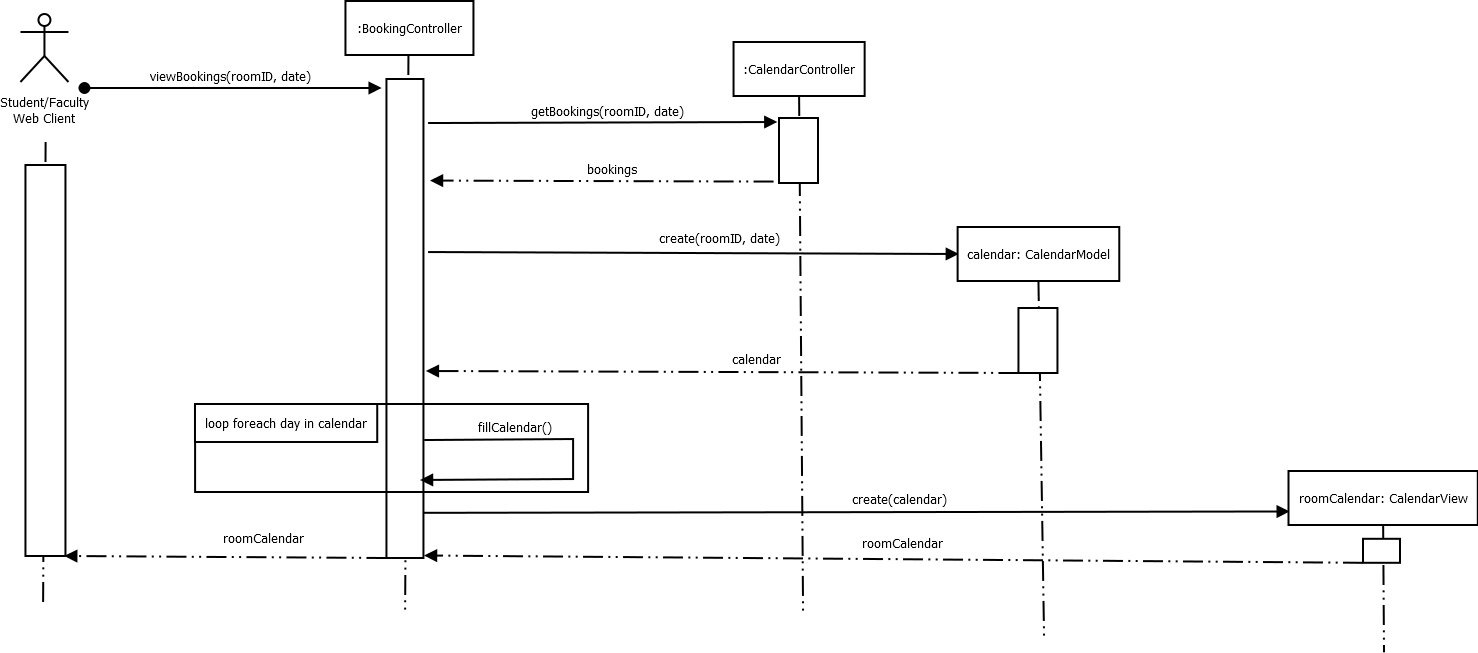 :BookingController
:CalendarController
viewBookings(roomID, date)
Student/Faculty
Web Client
getBookings(roomID, date)
bookings
create(roomID, date)
calendar: CalendarModel
calendar
loop foreach day in calendar
fillCalendar()
create(calendar)
roomCalendar: CalendarView
roomCalendar
roomCalendar